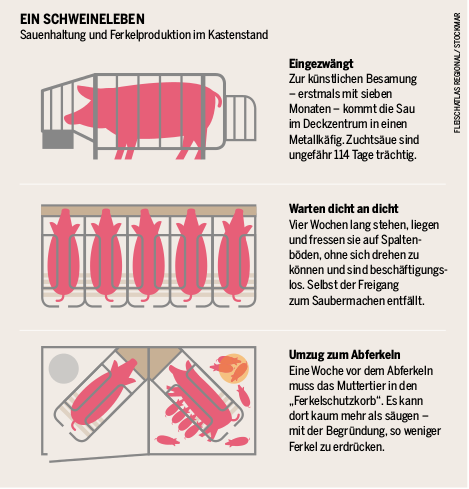 EIN SCHWEINELEBEN
Sauenhaltung und Ferkelproduktion im Kastenstand
FLEISCHATLAS REGIONAL / STOCKMAR
Eingezwängt
Zur künstlichen Besamung
– erstmals mit sieben
Monaten – kommt die Sau
im Deckzentrum in einen
Metallkäfig. Zuchtsäue sind
ungefähr 114 Tage trächtig.
Warten dicht an dicht
Vier Wochen lang stehen, liegen
und fressen sie auf Spalten-
böden, ohne sich drehen zu
können und sind beschäftigungs-
los. Selbst der Freigang
zum Saubermachen entfällt.
Umzug zum Abferkeln
Eine Woche vor dem Abferkeln
muss das Muttertier in den
„Ferkelschutzkorb“. Es kann
dort kaum mehr als säugen –
mit der Begründung, so weniger
Ferkel zu erdrücken.